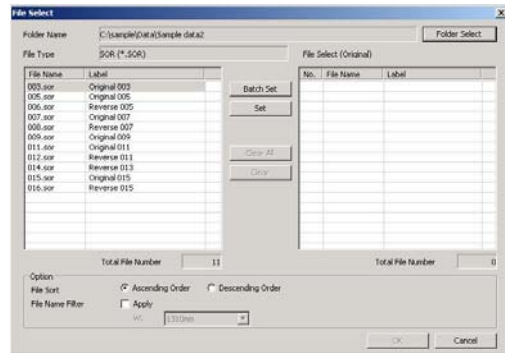 File Select
Folder Name C:\sample\Data\Sample data2 Folder Select
File Type SOR (*.SOR) File Select (Original)
File Name Label No. File Name Label
003.sor Original 003
005.sor Original 005
006.sor Reverse 005
007.sor Original 007
008.sor Reverse 007
009.sor Original 009
011.sor Original 011
012.sor Reverse 011
014.sor Reverse 013
015.sor Original 015
016.sor Reverse 015
Batch Set
Set
Clear All
Clear
Total File Number 11 Total File Number 0
Option
File Sort Ascending Order Descending Order
File Name Filter Apply
WL 1310nm
OK Cancel